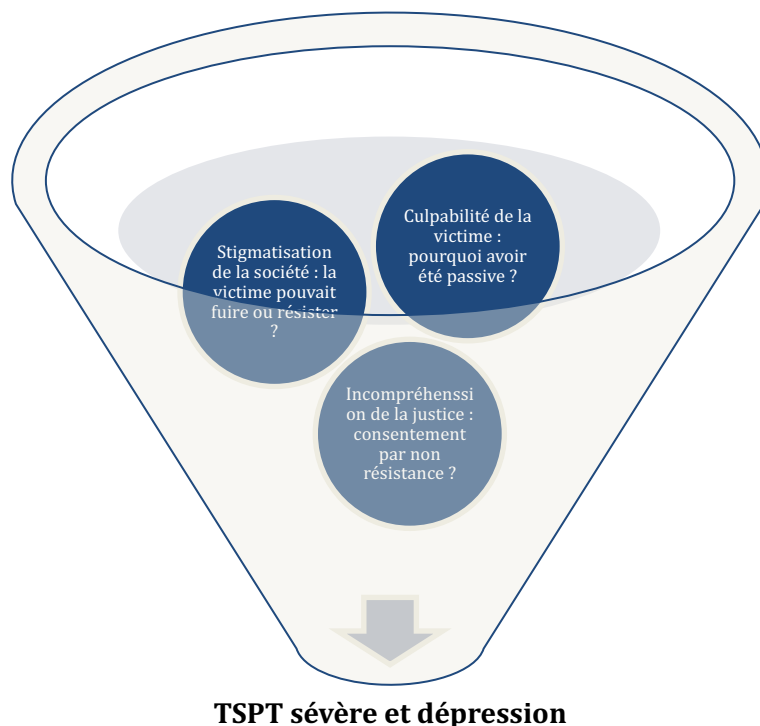 Culpabilité de la
victime :
pourquoi avoir
été passive ?
Stigmatisation
de la société : la
victime pouvait
fuire ou résister
?
Incompréhenssi
on de la justice :
consentement
par non
résistance ?
TSPT sévère et dépression